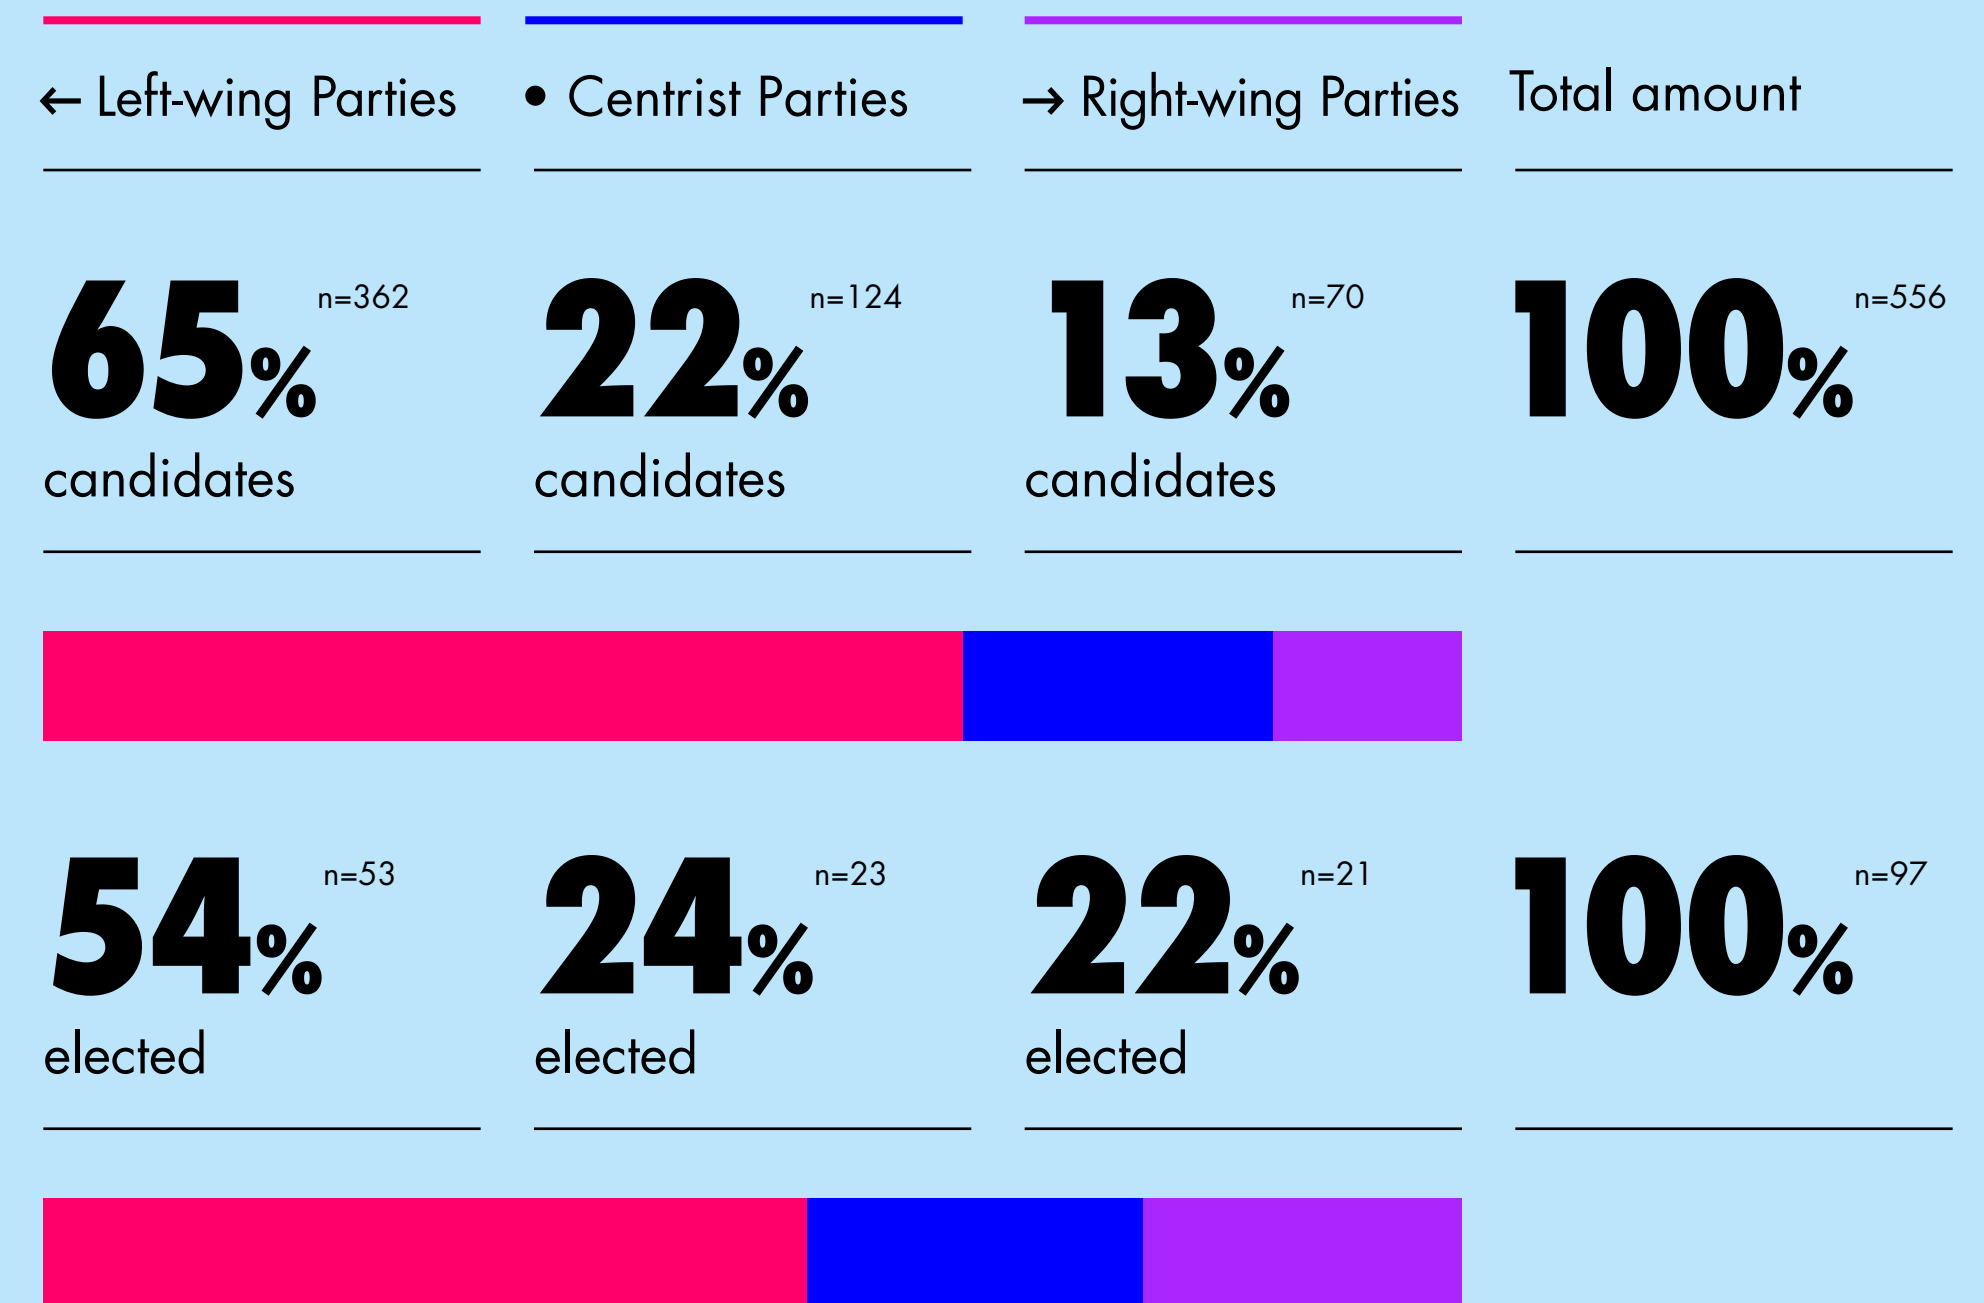 ← Left-wing Parties
• Centrist Parties
→ Right-wing Parties
Total amount
65% n=362
candidates
22% n=124
candidates
13% n=70
candidates
100% n=556
54% n=53
elected
24% n=23
elected
22% n=21
elected
100% n=97